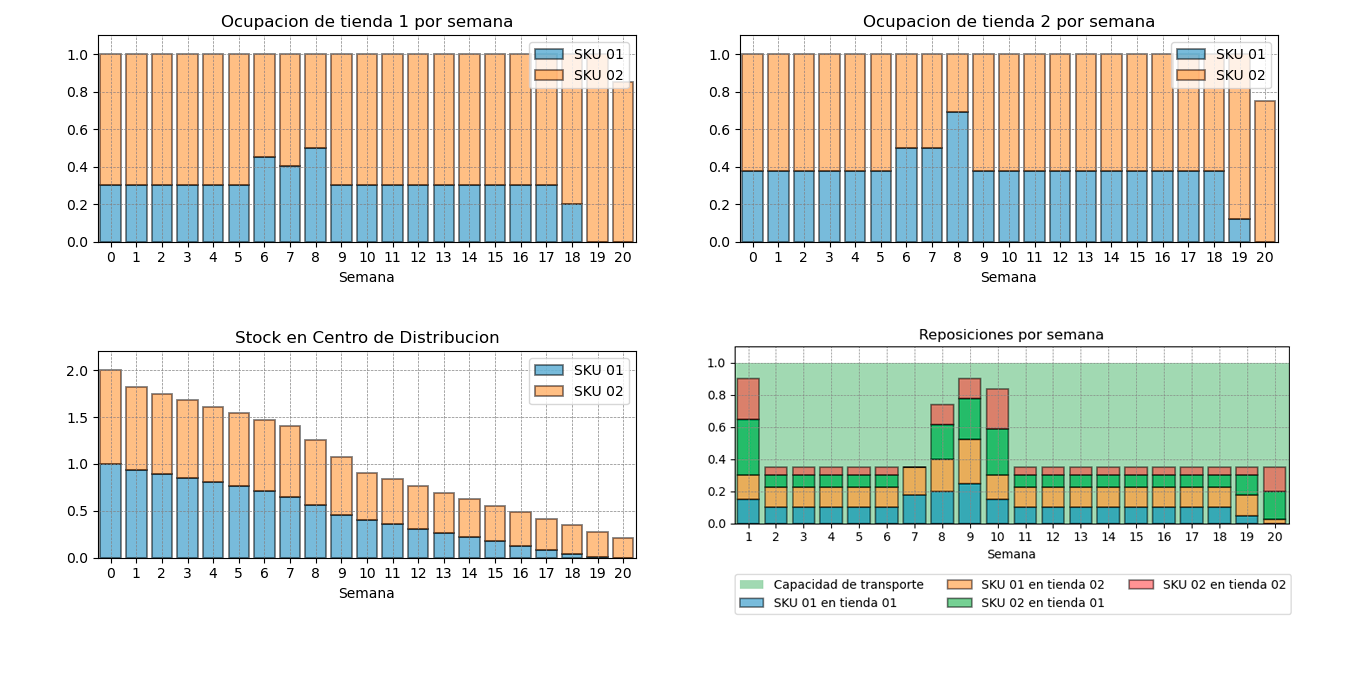 Ocupacion de tienda 1 por semana
1.0
0.8
0.6
0.4
0.2
0.0
SKU 01
SKU 02
0 1 2 3 4 5 6 7 8 9 10 11 12 13 14 15 16 17 18 19 20
Semana
Ocupacion de tienda 2 por semana
1.0
0.8
0.6
0.4
0.2
0.0
SKU 01
SKU 02
0 1 2 3 4 5 6 7 8 9 10 11 12 13 14 15 16 17 18 19 20
Semana
Stock en Centro de Distribucion
2.0
1.5
1.0
0.5
0.0
SKU 01
SKU 02
0 1 2 3 4 5 6 7 8 9 10 11 12 13 14 15 16 17 18 19 20
Semana
Reposiciones por semana
1.0
0.8
0.6
0.4
0.2
0.0
1 2 3 4 5 6 7 8 9 10 11 12 13 14 15 16 17 18 19 20
Semana
Capacidad de transporte
SKU 01 en tienda 01
SKU 01 en tienda 02
SKU 02 en tienda 01
SKU 02 en tienda 02